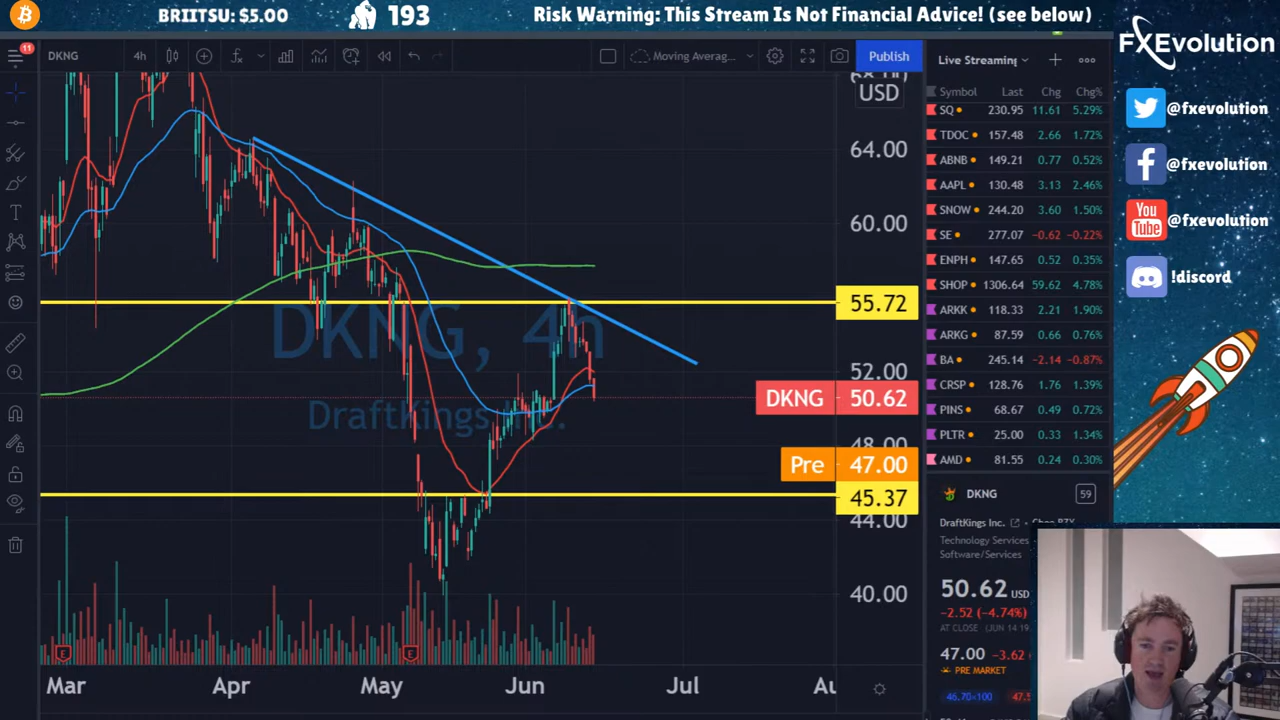 BRIITSU: $5.00
193
Risk Warning: This Stream Is Not Financial Advice! (see below)
FXEvolution
@fxevolution
@fxevolution
You
Tube
@fxevolution
!discord
11
DKNG
4h
Moving Averag...
Publish
USD
64.00
60.00
55.72
52.00
DKNG 50.62
48.00
Pre 47.00
45.37
44.00
40.00
DKNG, 4h
DraftKings Inc.
E
E
Mar
Apr
May
Jun
Jul
Au
Live Streaming
Symbol Last Chg Chg%
SQ 230.95 11.61 5.29%
TDOC 157.48 2.66 1.72%
ABNB 149.21 0.77 0.52%
AAPL 130.48 3.13 2.46%
SNOW 244.20 3.60 1.50%
SE 277.07 -0.62 -0.22%
ENPH 147.65 0.52 0.35%
SHOP 1306.64 59.62 4.78%
ARKK 118.33 2.21 1.90%
ARKG 87.59 0.66 0.76%
BA 245.14 -2.14 -0.87%
CRSP 128.76 1.76 1.39%
PINS 68.67 0.49 0.72%
PLTR 25.00 0.33 1.34%
AMD 81.55 0.24 0.30%
DKNG
59
DraftKings Inc.
Technology Services
Software/Services
50.62 USD
-2.52 (-4.74%)
AT CLOSE (JUN 14 19
47.00 -3.62
PRE MARKET
46.70×100 47.5